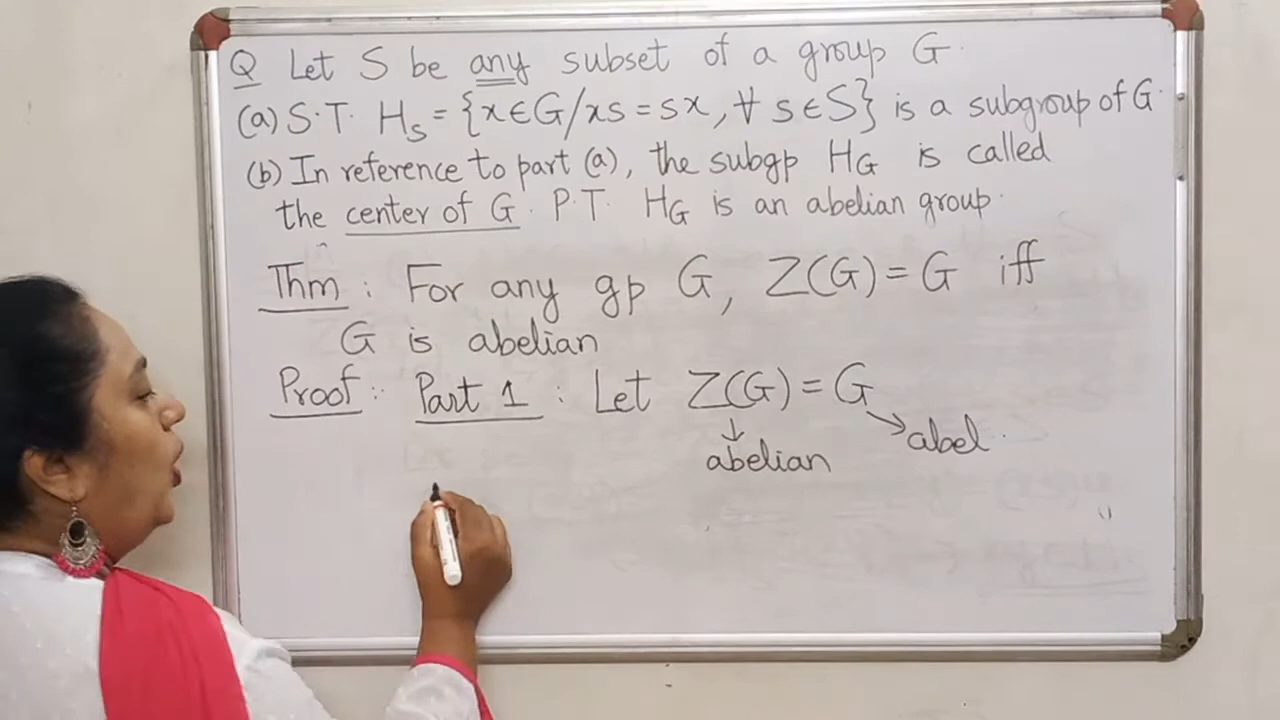 Q Let S be any subset of a group G.
(a) S.T. H_S = {x∈G/xs = sx, ∀ s∈S} is a subgroup of G.
(b) In reference to part (a), the subgp H_G is called
the center of G. P.T. H_G is an abelian group.
Thm : For any gp G, Z(G) = G iff
G is abelian
Proof :- Part 1 : Let Z(G) = G
↓ abelian → abel.